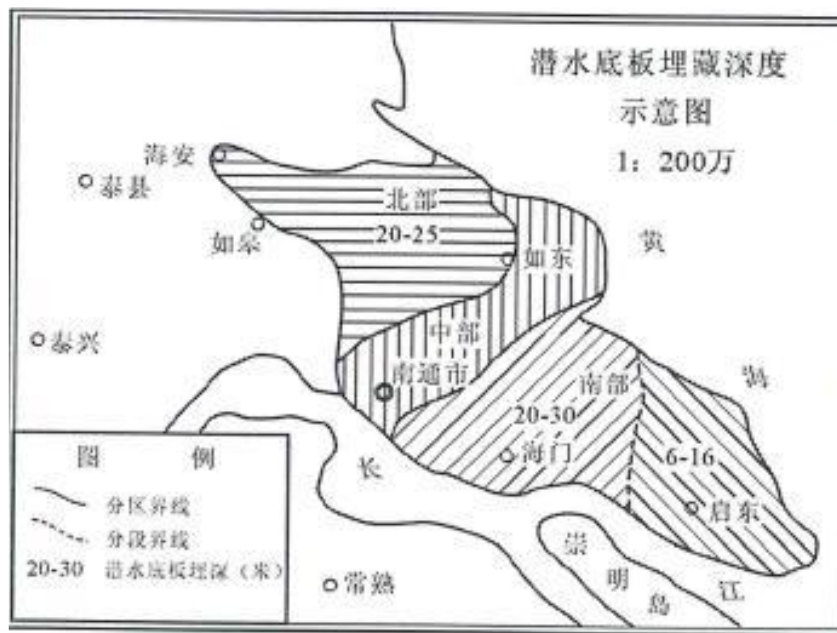 潜水底板埋藏深度
示意图
1：200万
海安
泰县
北部
如皋
20-25
如东
黄
泰兴
中部
南通市
海
南部
20-30
海门
6-16
启东
长
江
崇
明
岛
常熟
图 例
分区界线
分段界线
20-30 潜水底板埋深（米）